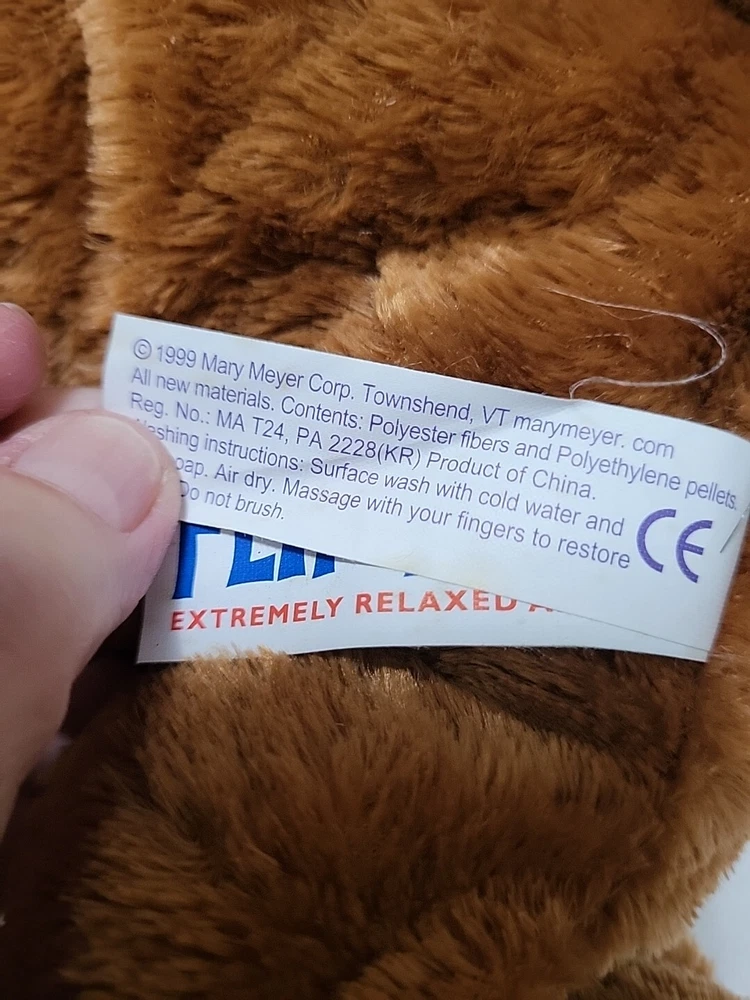 © 1999 Mary Meyer Corp. Townshend, VT marymeyer. com
All new materials. Contents: Polyester fibers and Polyethylene pellets.
Reg. No.: MA T24, PA 2228(KR) Product of China.
instructions: Surface wash with cold water and
Air dry. Massage with your fingers to restore
Do not brush.
CE
EXTREMELY RELAXED